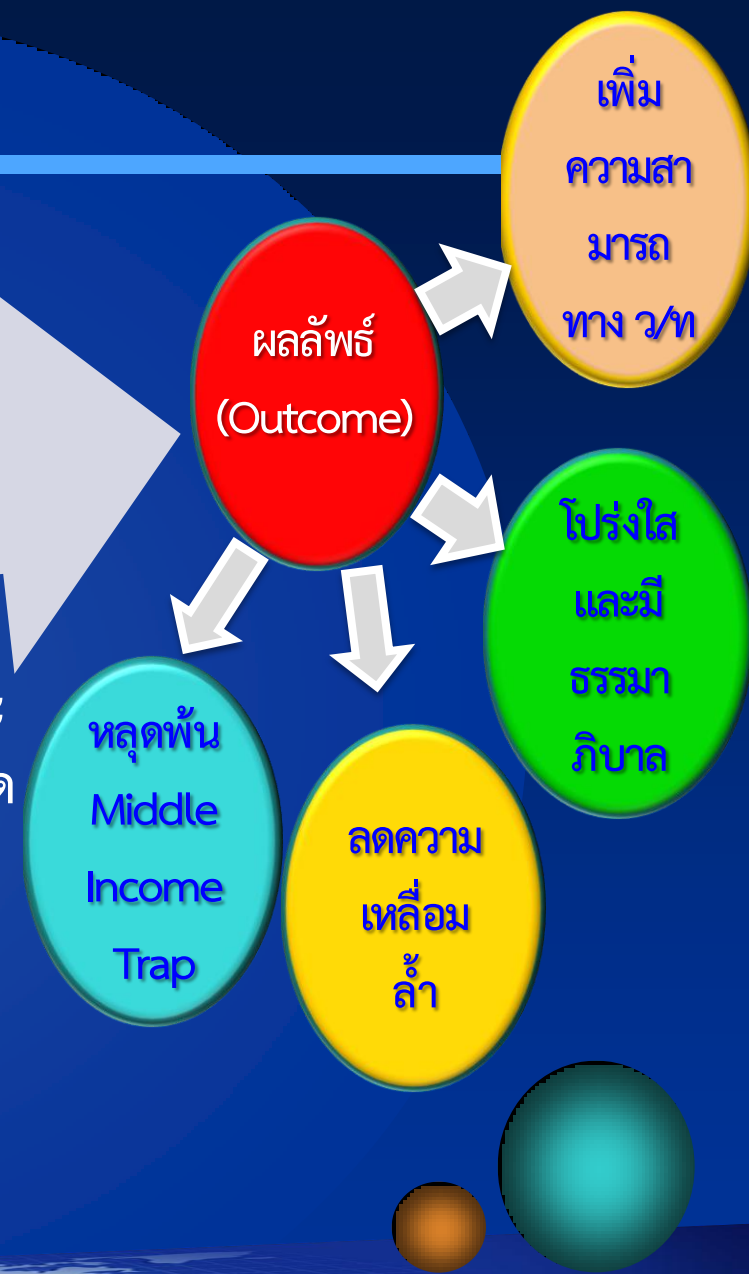 เพิ่ม
ความสา
มารถ
ทาง ว/ท
ผลลัพธ์
(Outcome)
โปร่งใส
และมี
ธรรมา
ภิบาล
หลุดพ้น
Middle
Income
Trap
ลดความ
เหลื่อม
ล้ำ